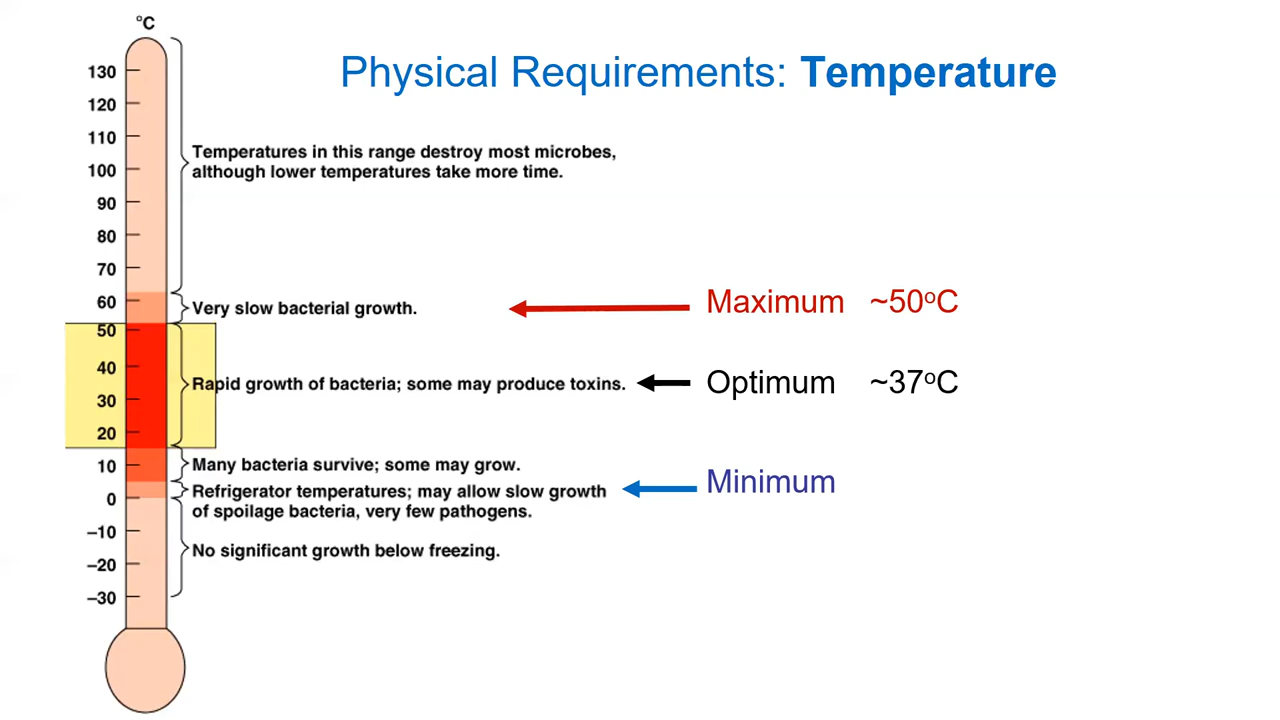 °C
Physical Requirements: Temperature
130
120
110
100
90
80
70
60
50
40
30
20
10
0
–10
–20
–30
Temperatures in this range destroy most microbes,
although lower temperatures take more time.
Very slow bacterial growth.
Maximum ~50°C
Rapid growth of bacteria; some may produce toxins.
Optimum ~37°C
Many bacteria survive; some may grow.
Refrigerator temperatures; may allow slow growth
of spoilage bacteria, very few pathogens.
Minimum
No significant growth below freezing.